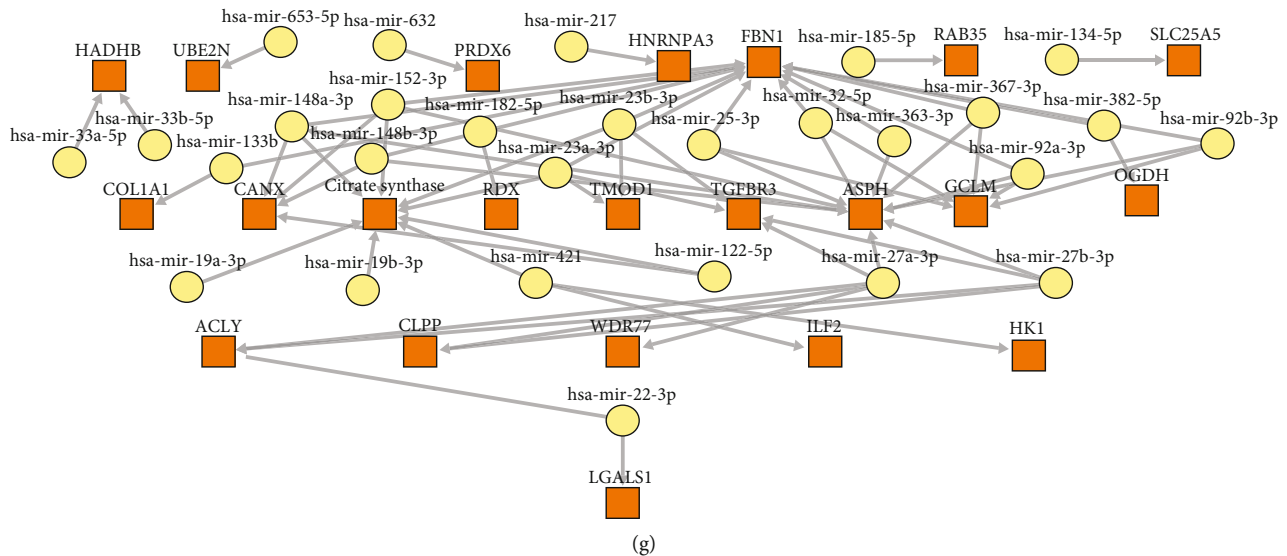 hsa-mir-653-5p
hsa-mir-632
hsa-mir-217
HADHB
UBE2N
PRDX6
HNRNPA3
FBN1
hsa-mir-185-5p
RAB35
hsa-mir-134-5p
SLC25A5
hsa-mir-152-3p
hsa-mir-148a-3p
hsa-mir-182-5p
hsa-mir-23b-3p
hsa-mir-32-5p
hsa-mir-367-3p
hsa-mir-382-5p
hsa-mir-33b-5p
hsa-mir-33a-5p
hsa-mir-133b
hsa-mir-148b-3p
hsa-mir-25-3p
hsa-mir-363-3p
hsa-mir-92b-3p
hsa-mir-23a-3p
hsa-mir-92a-3p
COL1A1
CANX
Citrate synthase
RDX
TMOD1
TGFBR3
ASPH
GCLM
OGDH
hsa-mir-19a-3p
hsa-mir-19b-3p
hsa-mir-421
hsa-mir-122-5p
hsa-mir-27a-3p
hsa-mir-27b-3p
ACLY
CLPP
WDR77
ILF2
HK1
hsa-mir-22-3p
LGALS1
(g)